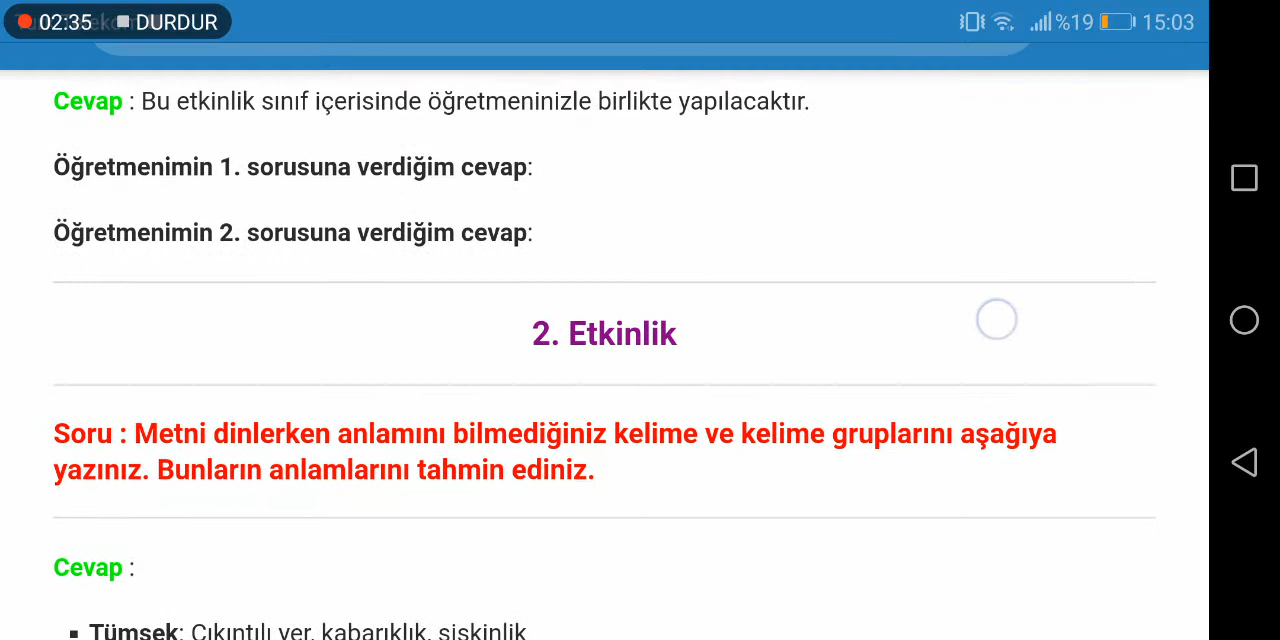 02:35 DURDUR %19 15:03
Cevap : Bu etkinlik sınıf içerisinde öğretmeninizle birlikte yapılacaktır.
Öğretmenimin 1. sorusuna verdiğim cevap:
Öğretmenimin 2. sorusuna verdiğim cevap:
2. Etkinlik
Soru : Metni dinlerken anlamını bilmediğiniz kelime ve kelime gruplarını aşağıya
yazınız. Bunların anlamlarını tahmin ediniz.
Cevap :
▪ Tümsek: Çıkıntılı yer, kabarıklık, şişkinlik